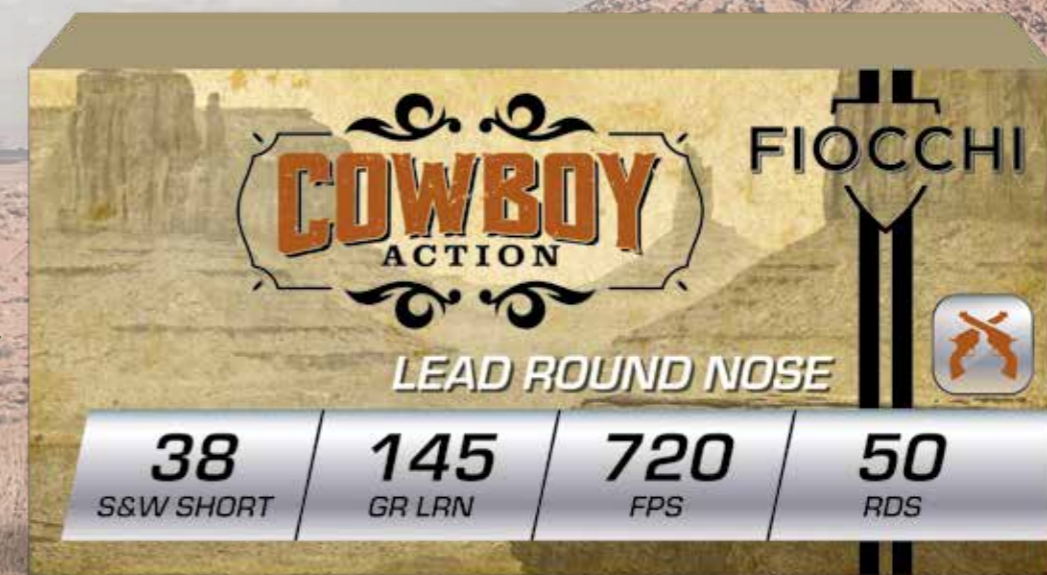 COWBOY
ACTION
FIOCCHI
LEAD ROUND NOSE
38
S&W SHORT
145
GR LRN
720
FPS
50
RDS